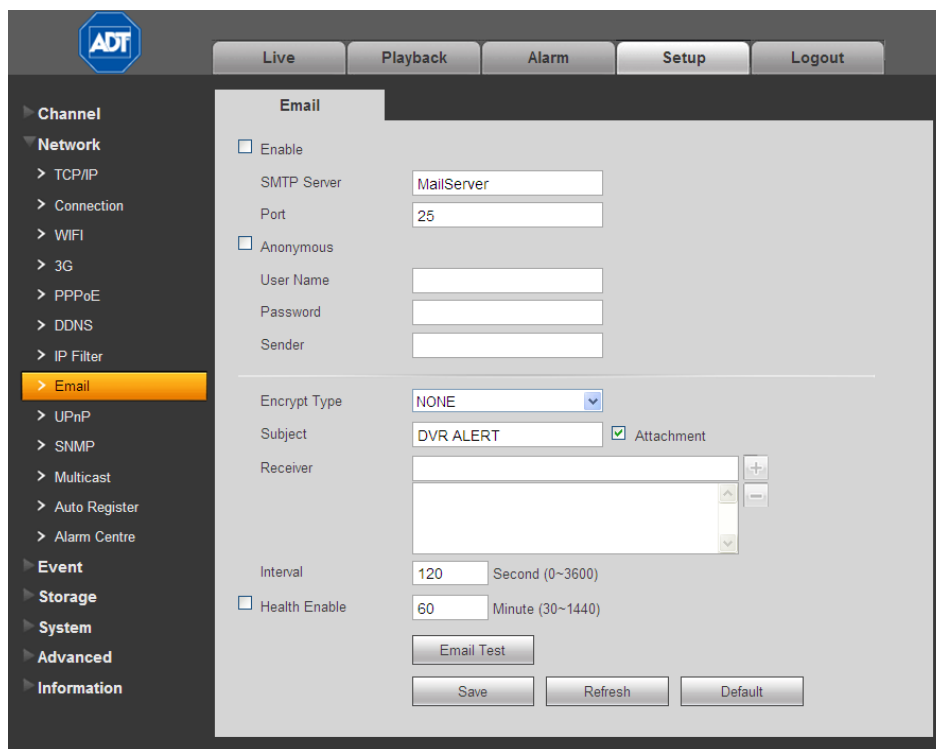 ADT
Live Playback Alarm Setup Logout
Channel
Network
TCP/IP
Connection
WIFI
3G
PPPoE
DDNS
IP Filter
Email
UPnP
SNMP
Multicast
Auto Register
Alarm Centre
Event
Storage
System
Advanced
Information
Email
Enable
SMTP Server MailServer
Port 25
Anonymous
User Name
Password
Sender
Encrypt Type NONE
Subject DVR ALERT Attachment
Receiver
Interval 120 Second (0~3600)
Health Enable 60 Minute (30~1440)
Email Test
Save Refresh Default